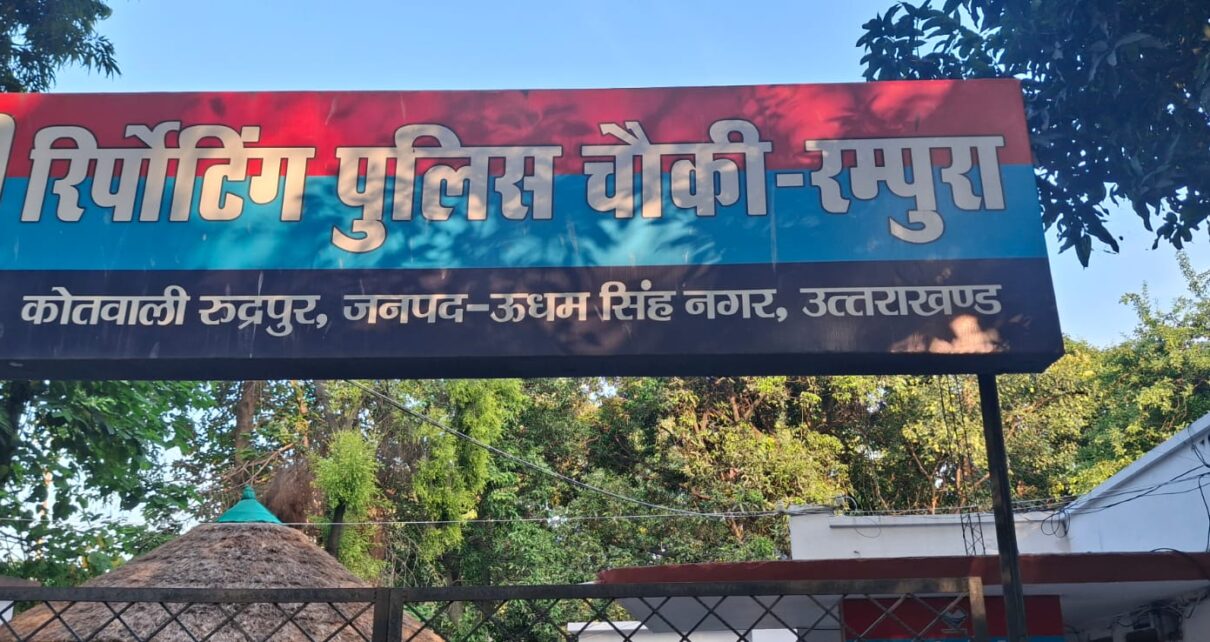 रिर्पोटिंग पुलिस चौकी-रम्पुरा
कोतवाली रुद्रपुर, जनपद-ऊधम सिंह नगर, उत्तराखण्ड